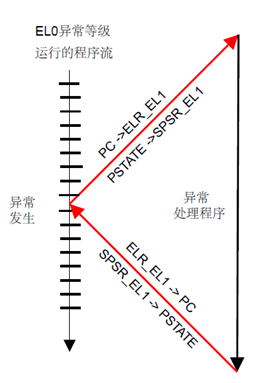 EL0异常等级
运行的程序流
PC ->ELR_EL1
PSTATE ->SPSR_EL1
异常
发生
异常
处理程序
ELR_EL1 -> PC
SPSR_EL1-> PSTATE